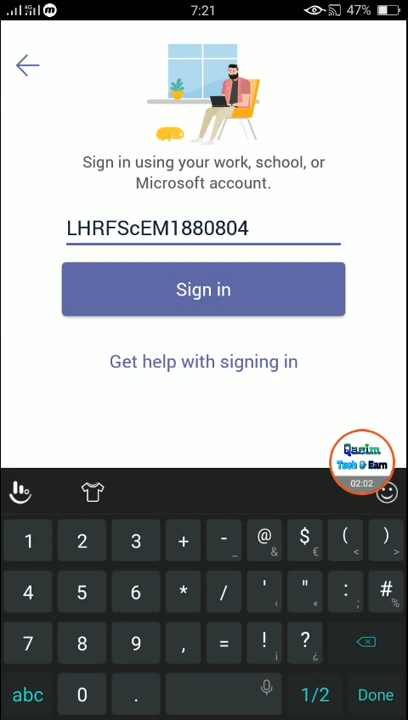 4G
m
7:21
47%
Sign in using your work, school, or
Microsoft account.
LHRFScEM1880804
Sign in
Get help with signing in
Qasim
Tech & Earn
02:02
1 2 3 + - _ @ & $ € ( < ) >
4 5 6 * / ' ‹ " « : ; # %
7 8 9 , = ! ¡ ? ¿
abc 0 . 1/2 Done